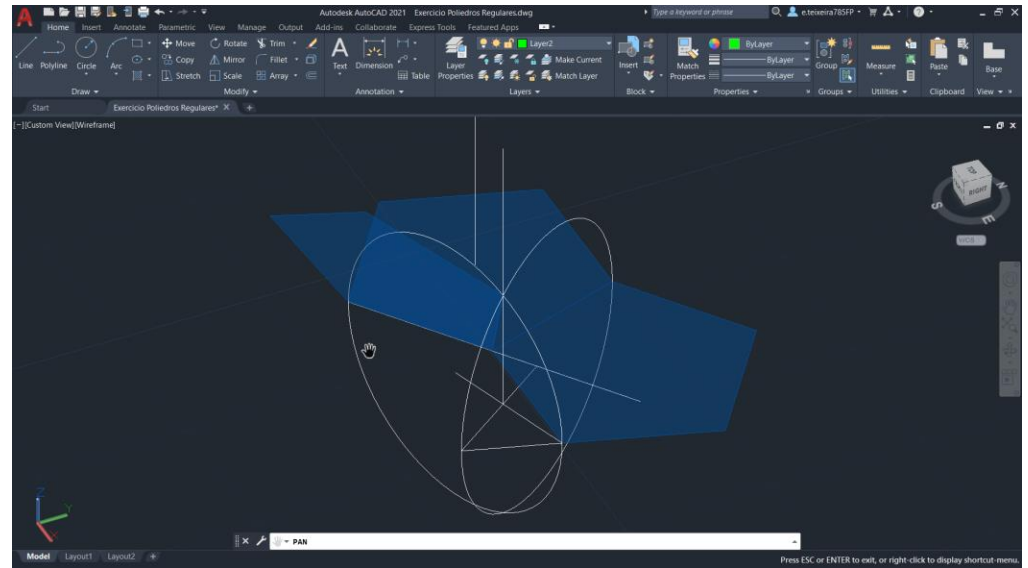 Autodesk AutoCAD 2021 Exercicio Poliedros Regulares.dwg Type a keyword or phrase e.teixeira785FP
Home Insert Annotate Parametric View Manage Output Add-ins Collaborate Express Tools Featured Apps
Line Polyline Circle Arc Move Rotate Trim Text Dimension Layer Properties Layer2 Insert Match Properties ByLayer Group Measure Paste Base
Copy Mirror Fillet Make Current ByLayer
Stretch Scale Array Table Match Layer ByLayer
Draw Modify Annotation Layers Block Properties Groups Utilities Clipboard View
Start Exercicio Poliedros Regulares*
[-][Custom View][Wireframe]
TOP
RIGHT
N
S
E
WCS
Z
Y
X
PAN
Model Layout1 Layout2 +
Press ESC or ENTER to exit, or right-click to display shortcut-menu.